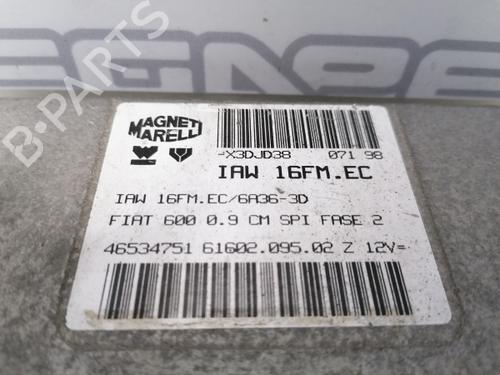 B-PARTS
MAGNETI MARELLI
-X3DJD38 071 98
IAW 16FM.EC
IAW 16FM.EC/6A36-3D
FIAT 600 0.9 CM SPI FASE 2
46534751 61602.095.02 Z 12V=